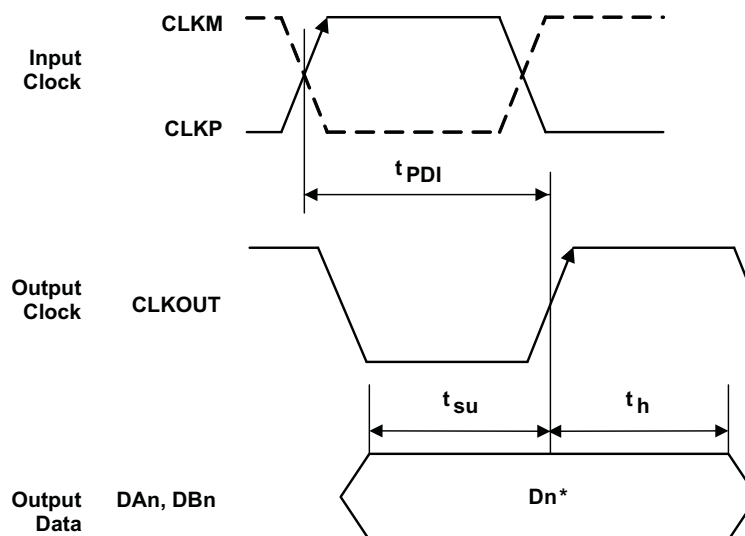 CLKM
Input
Clock
CLKP
tPDI
Output
Clock
CLKOUT
tsu
th
Output
Data
DAn, DBn
Dn*